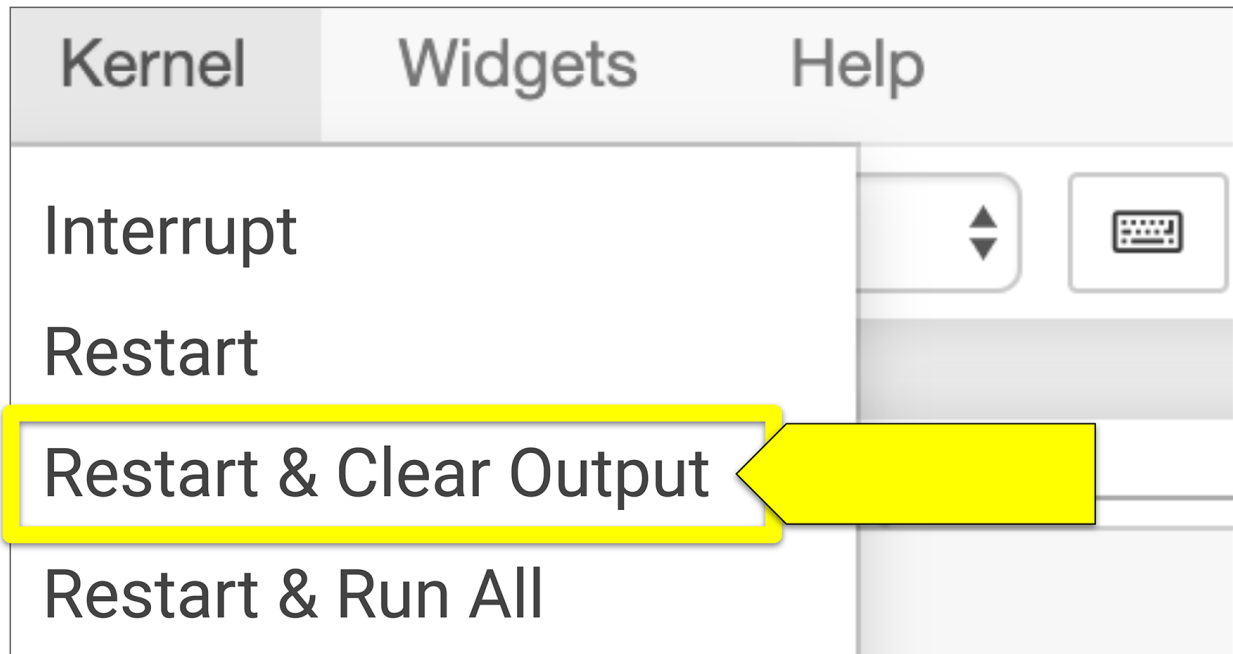 Kernel Widgets Help
Interrupt
Restart
Restart & Clear Output
Restart & Run All